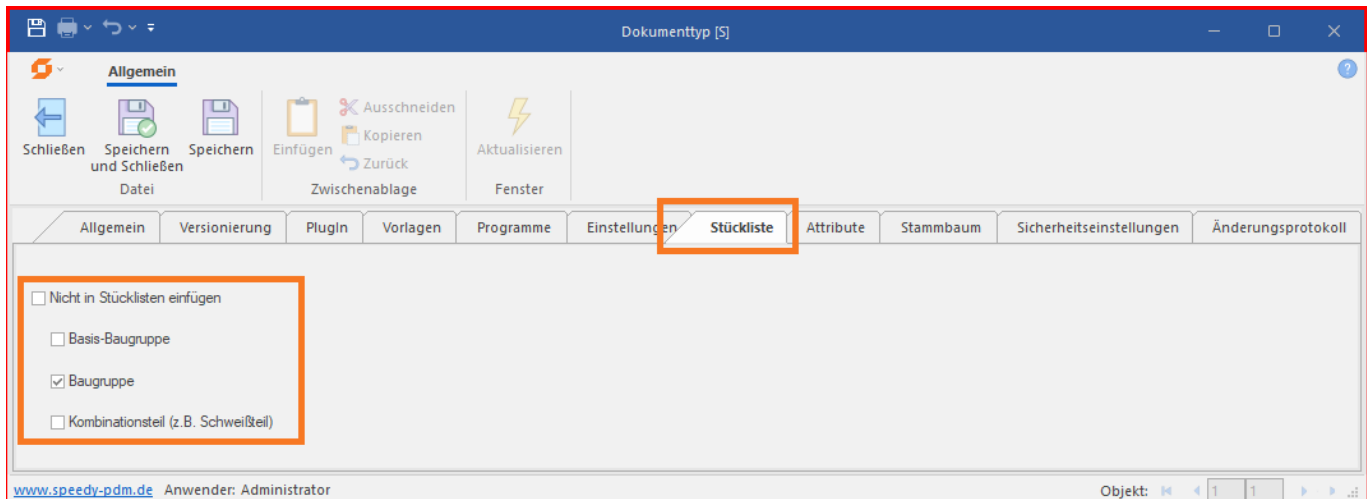 Dokumenttyp [S]
Allgemein
?
Schließen
Speichern
und Schließen
Speichern
Datei
Einfügen
Ausschneiden
Kopieren
Zurück
Zwischenablage
Aktualisieren
Fenster
Allgemein Versionierung PlugIn Vorlagen Programme Einstellungen Stückliste Attribute Stammbaum Sicherheitseinstellungen Änderungsprotokoll
Nicht in Stücklisten einfügen
Basis-Baugruppe
Baugruppe
Kombinationsteil (z.B. Schweißteil)
www.speedy-pdm.de Anwender: Administrator Objekt: 1 1